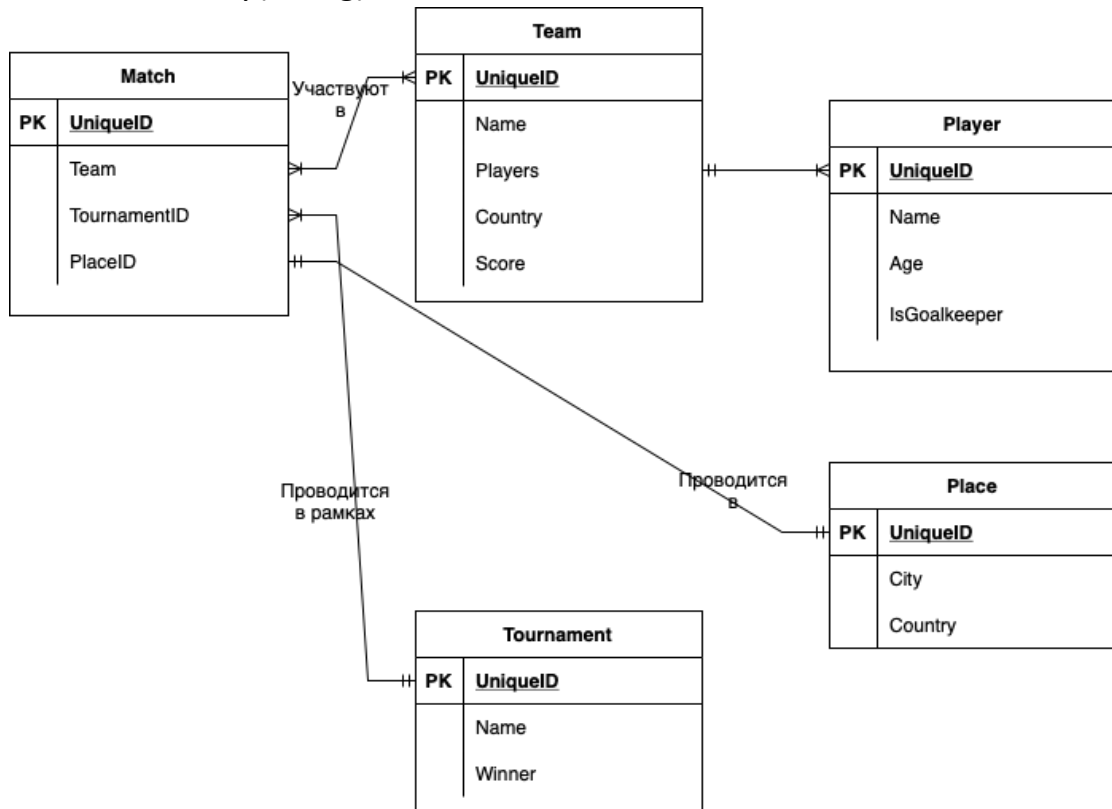 Match
PK UniqueID
Team
TournamentID
PlaceID
Участвуют
в
Team
PK UniqueID
Name
Players
Country
Score
Player
PK UniqueID
Name
Age
IsGoalkeeper
Проводится
в рамках
Проводится
в
Place
PK UniqueID
City
Country
Tournament
PK UniqueID
Name
Winner